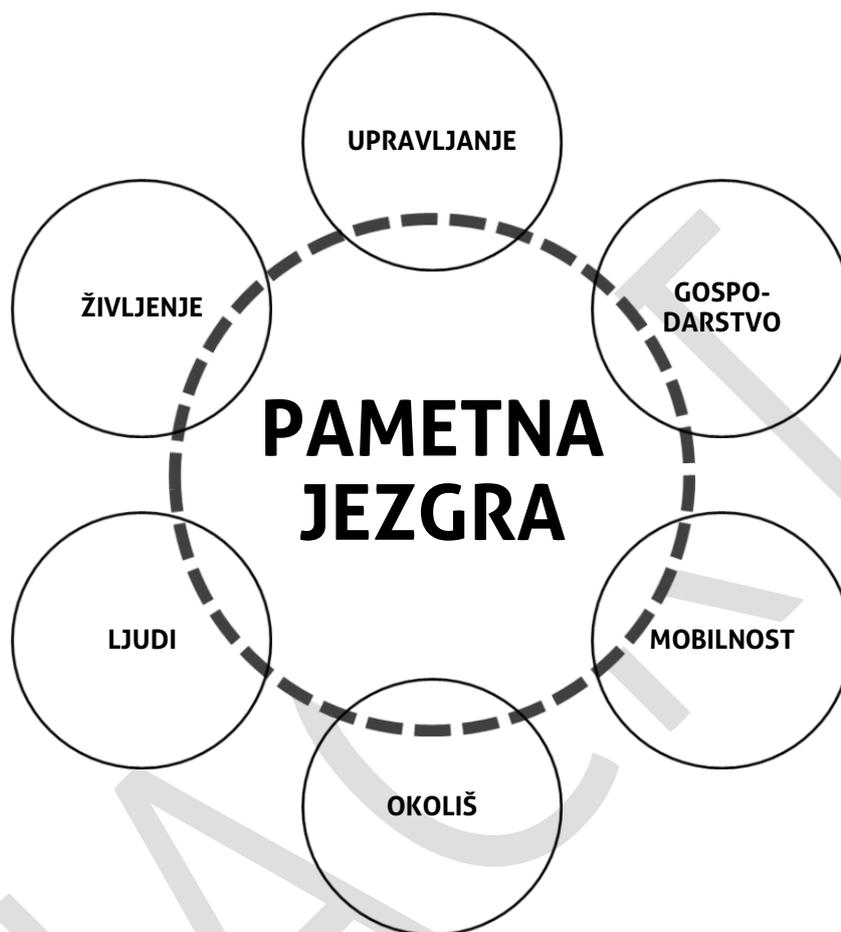 UPRAVLJANJE
ŽIVLJENJE
GOSPO-
DARSTVO
PAMETNA
JEZGRA
LJUDI
MOBILNOST
OKOLIŠ